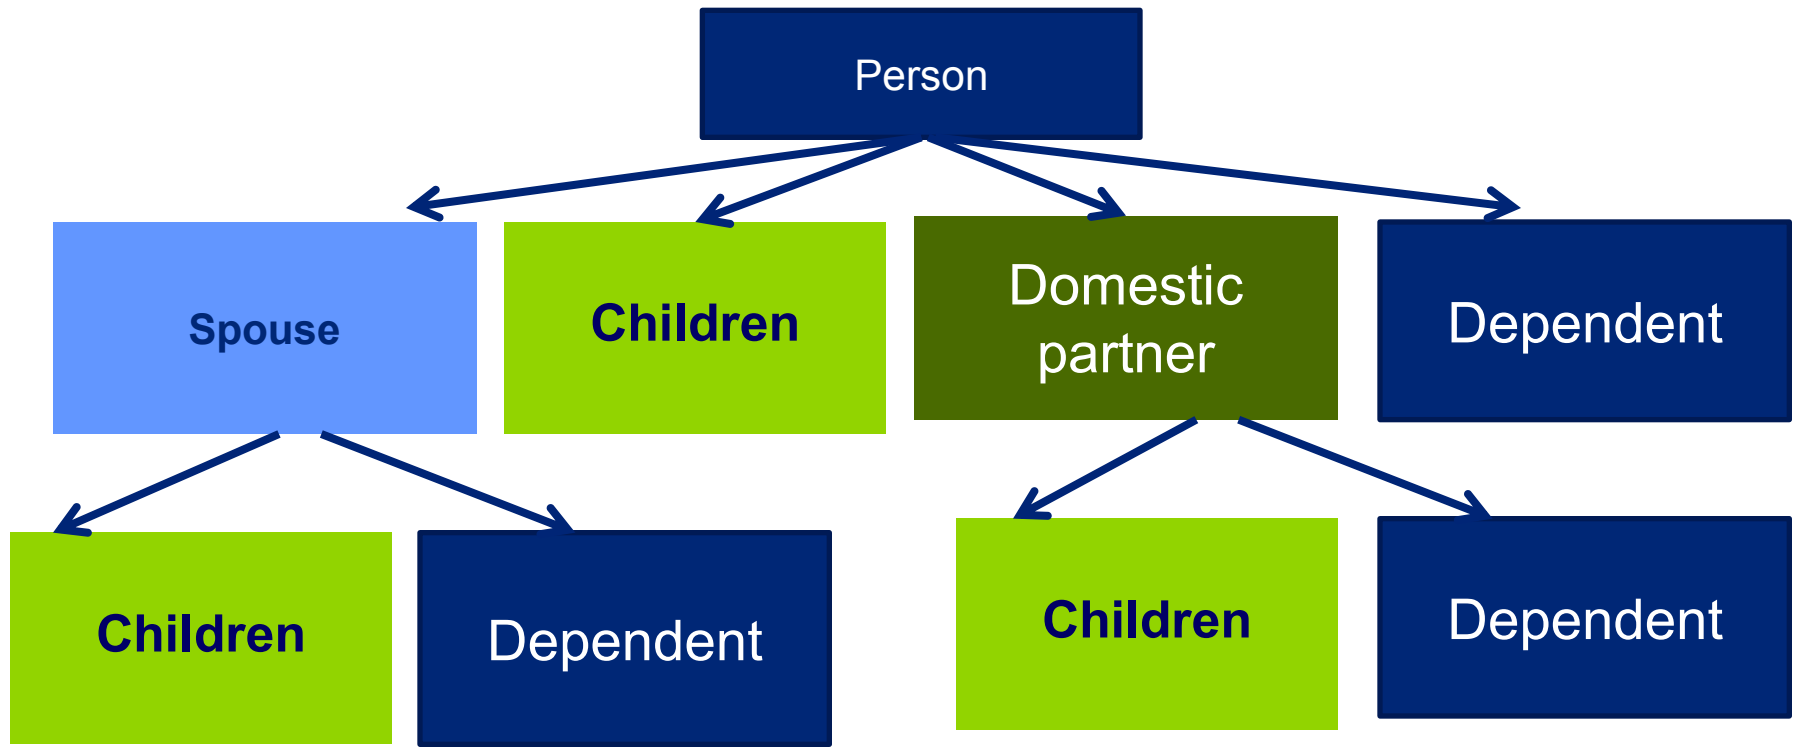 Person
Spouse
Children
Domestic
partner
Dependent
Children
Dependent
Children
Dependent